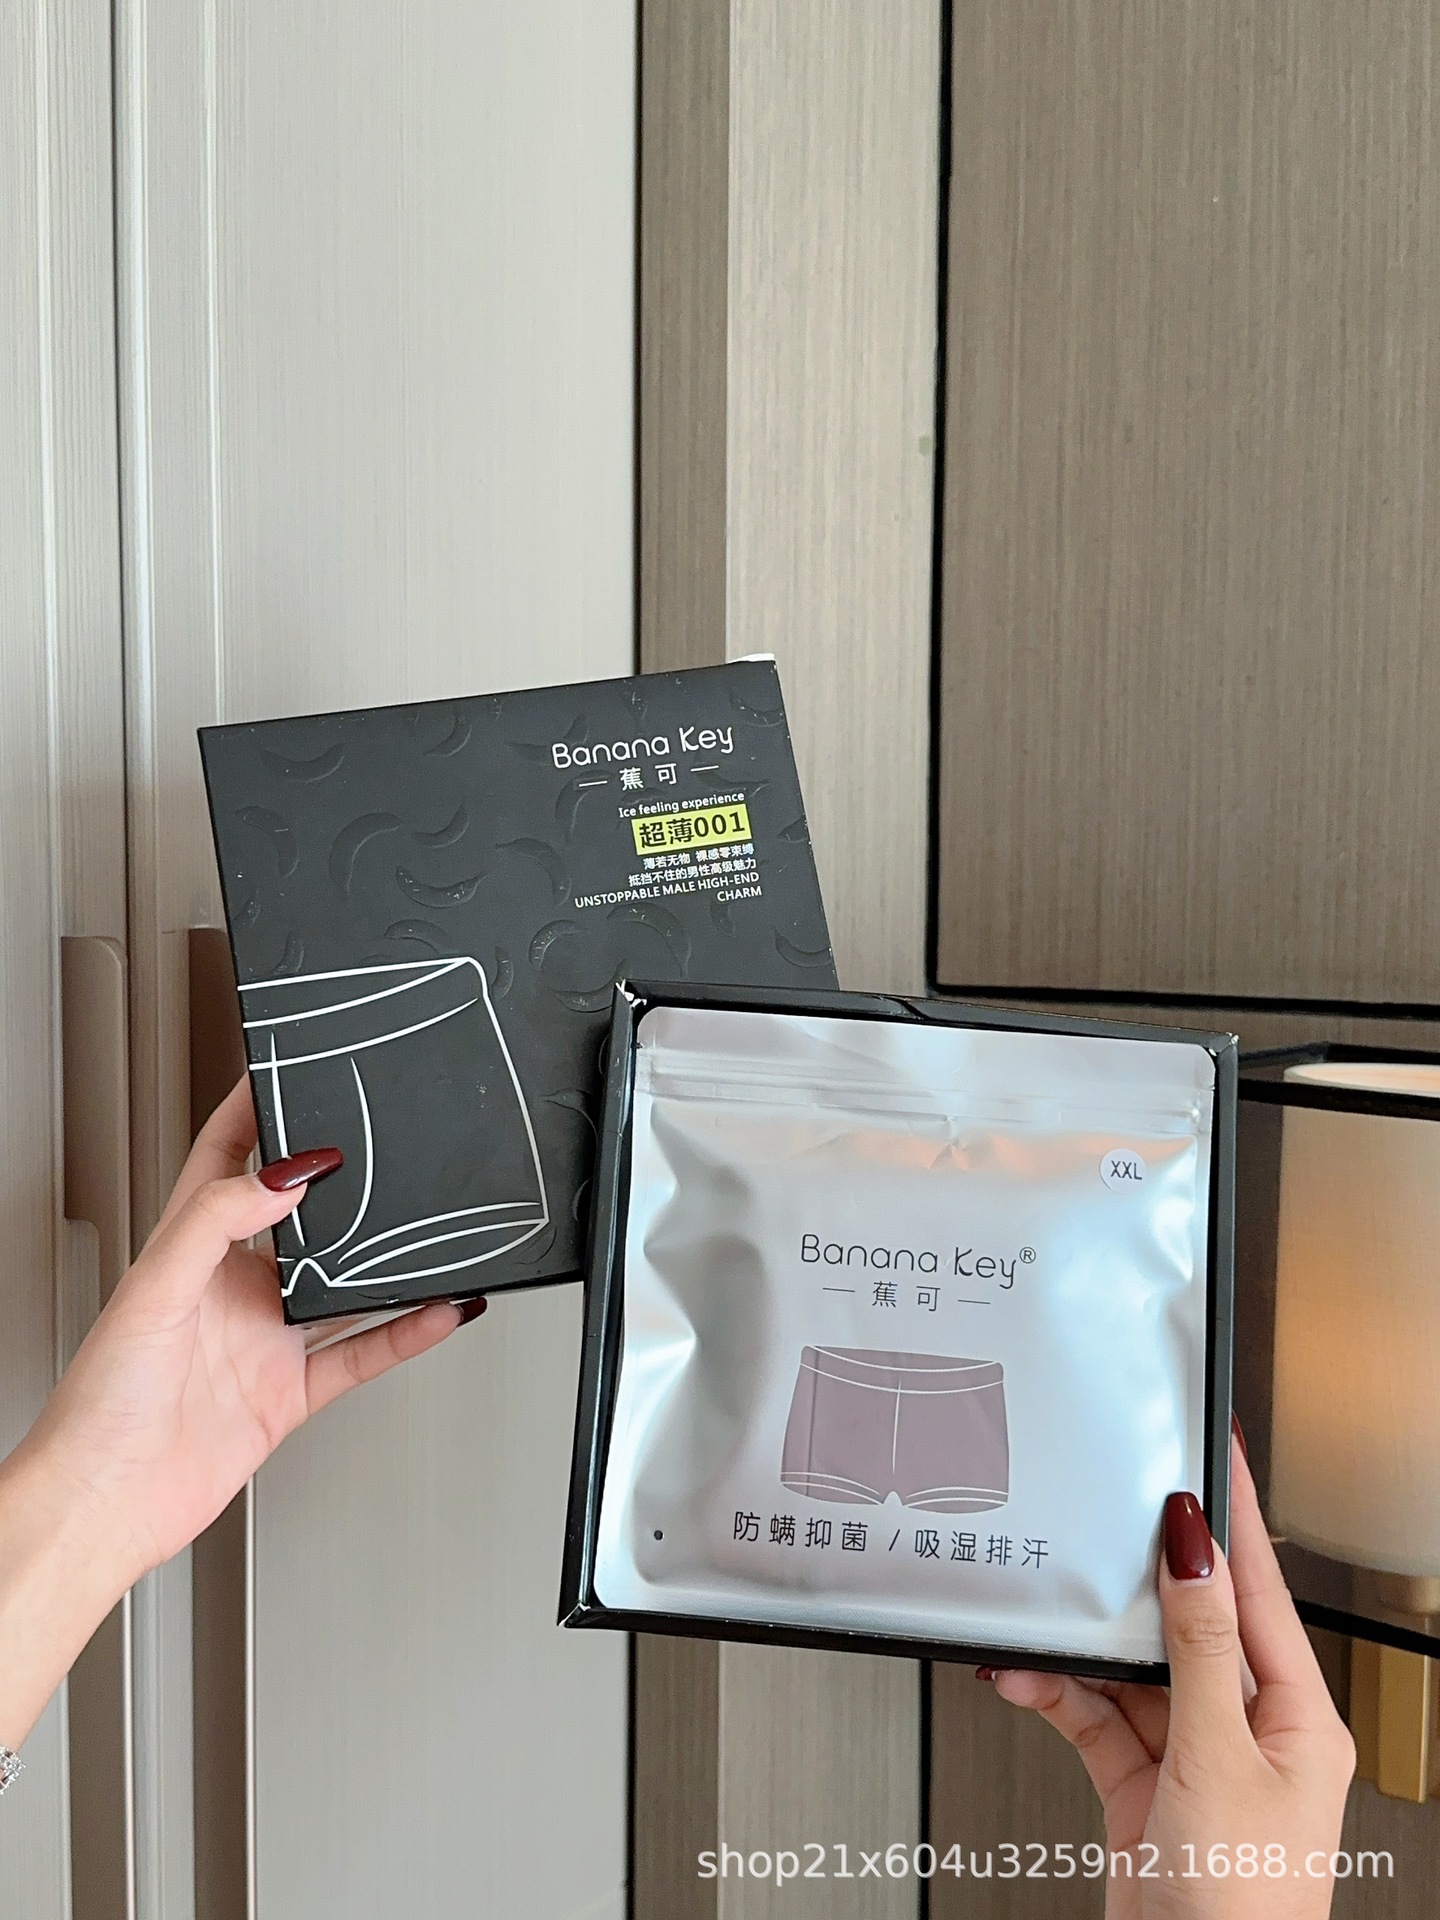 Banana Key
— 蕉 可 —
Ice feeling experience
超薄001
薄若无物 裸感零束缚
抵挡不住的男性高级魅力
UNSTOPPABLE MALE HIGH-END
CHARM
XXL
Banana Key®
— 蕉 可 —
防螨抑菌 / 吸湿排汗
shop21x604u3259n2.1688.com